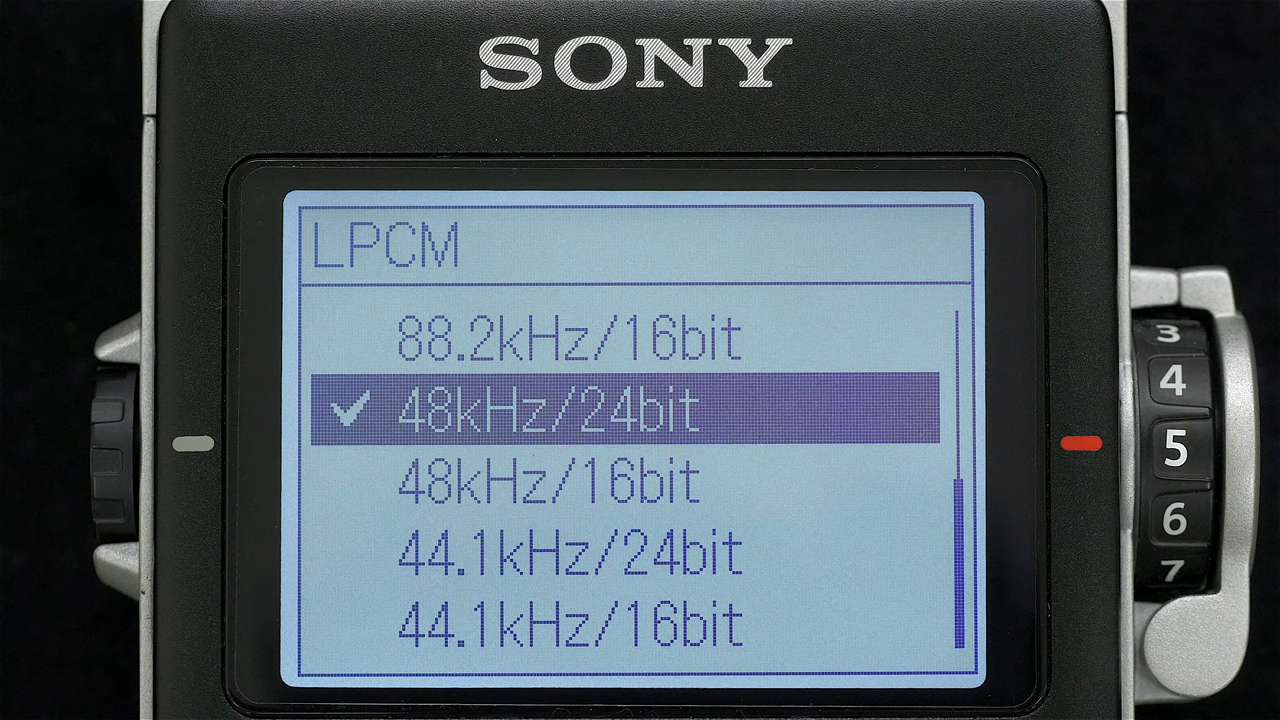 SONY
LPCM
88.2kHz/16bit
✓ 48kHz/24bit
48kHz/16bit
44.1kHz/24bit
44.1kHz/16bit
3
4
5
6
7